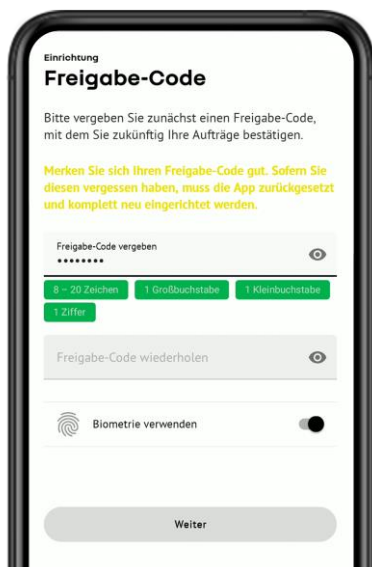 Einrichtung
Freigabe-Code
Bitte vergeben Sie zunächst einen Freigabe-Code,
mit dem Sie zukünftig Ihre Aufträge bestätigen.
Merken Sie sich Ihren Freigabe-Code gut. Sofern Sie
diesen vergessen haben, muss die App zurückgesetzt
und komplett neu eingerichtet werden.
Freigabe-Code vergeben
••••••••
8 – 20 Zeichen 1 Großbuchstabe 1 Kleinbuchstabe
1 Ziffer
Freigabe-Code wiederholen
Biometrie verwenden
Weiter